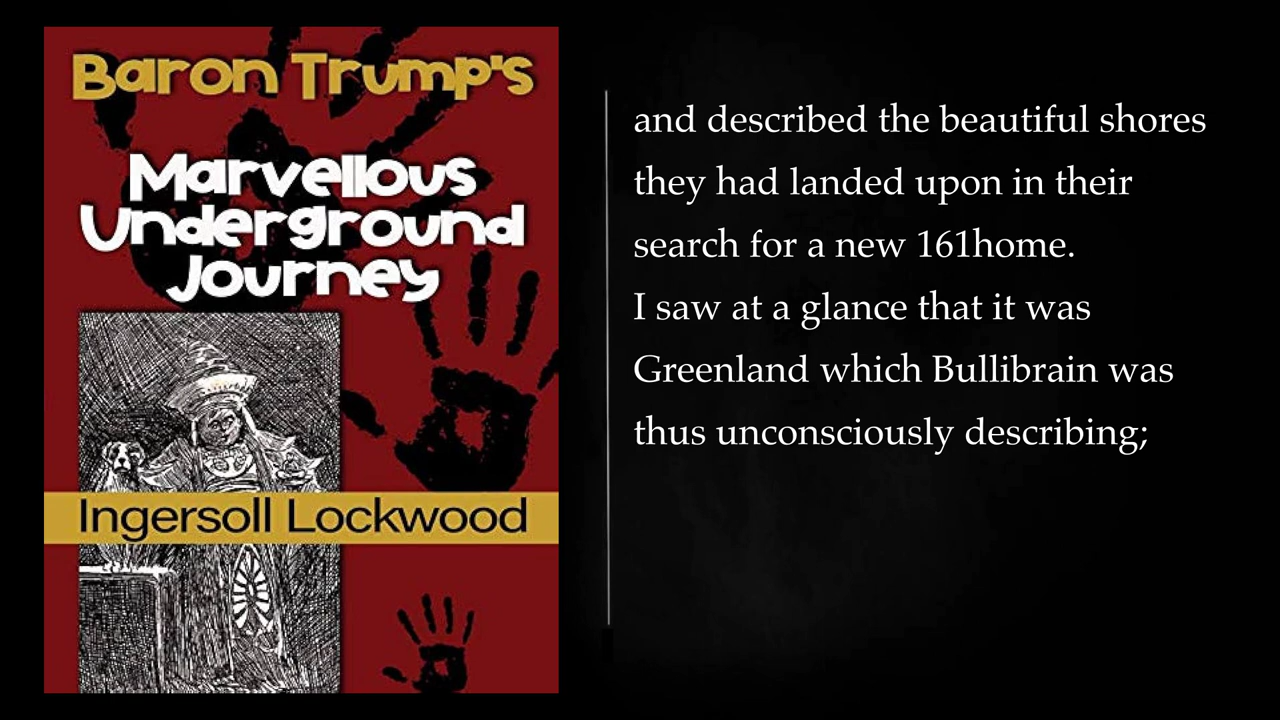 Baron Trump's
Marvellous
Underground
Journey
Ingersoll Lockwood
and described the beautiful shores
they had landed upon in their
search for a new 161home.
I saw at a glance that it was
Greenland which Bullibrain was
thus unconsciously describing;